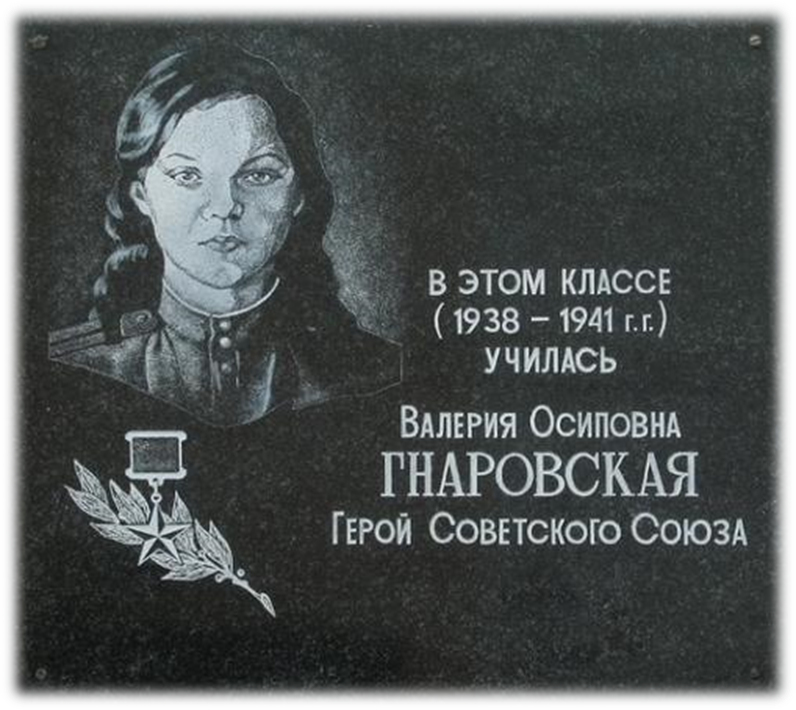 В ЭТОМ КЛАССЕ
(1938 – 1941 г.г.)
УЧИЛАСЬ
ВАЛЕРИЯ ОСИПОВНА
ГНАРОВСКАЯ
ГЕРОЙ СОВЕТСКОГО СОЮЗА